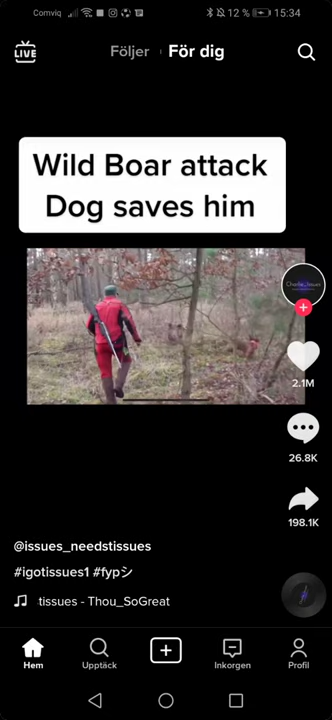 Comviq 12 % 15:34
LIVE
Följer För dig
Wild Boar attack
Dog saves him
Charlie_Issues
2.1M
26.8K
198.1K
@issues_needstissues
#igotissues1 #fypシ
:tissues - Thou_SoGreat
Hem Upptäck Inkorgen Profil